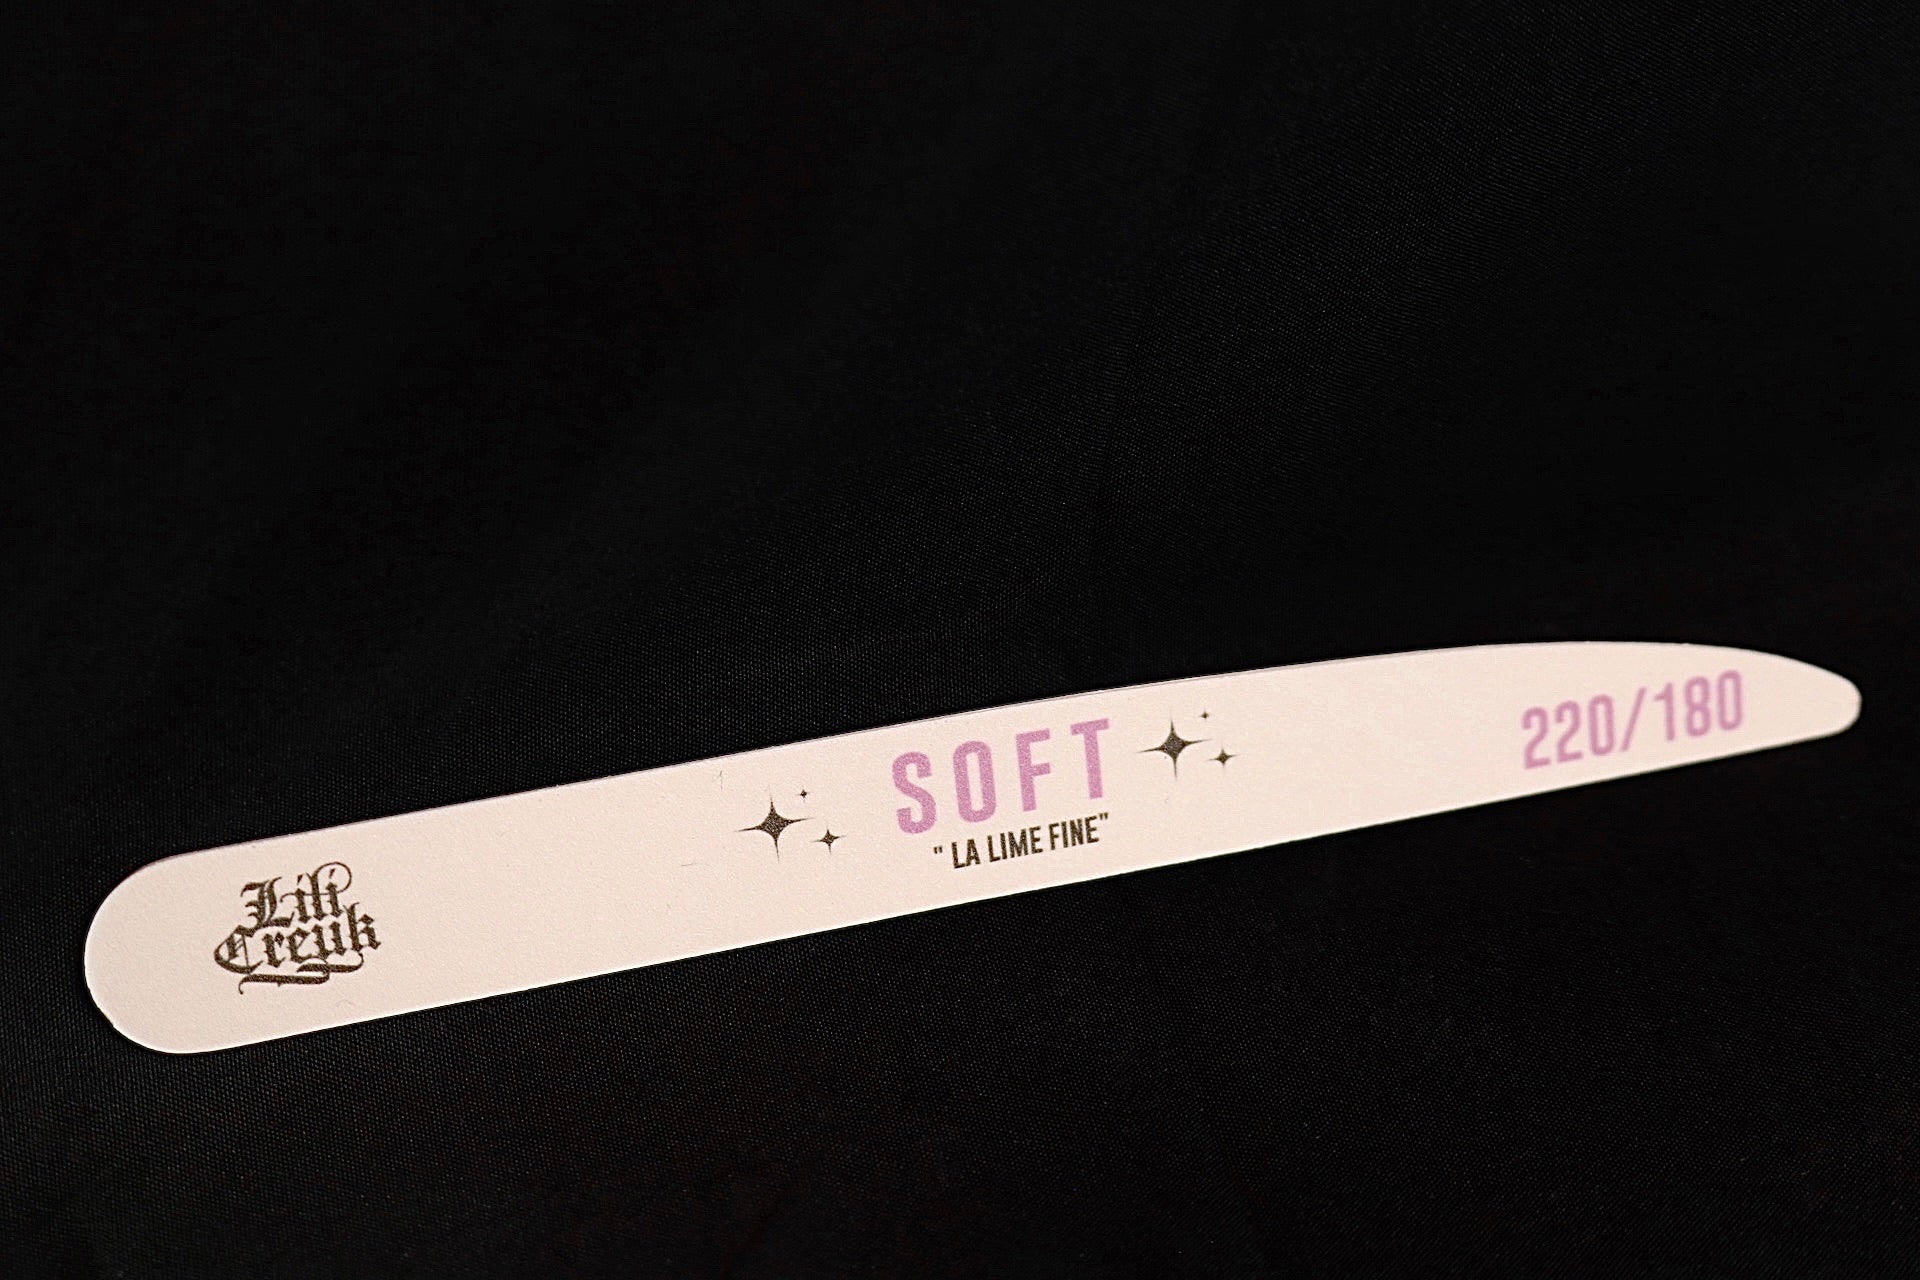 Lili
Creuk
SOFT
" LA LIME FINE"
220/180